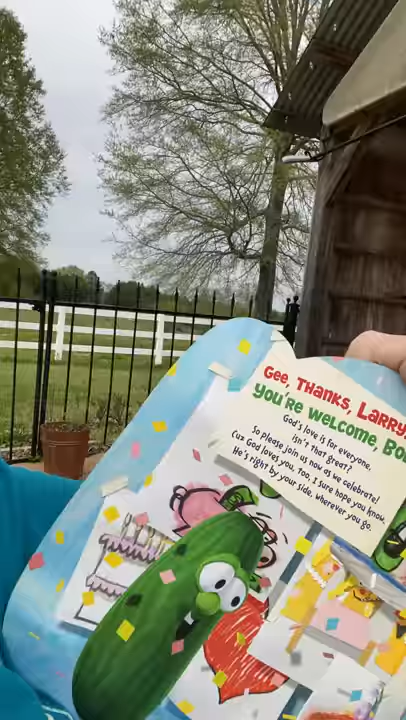 Gee, Thanks, Larry!
You're welcome, Bo
God's love is for everyone,
isn't that great?
So please join us now as we celebrate!
Cuz God loves you, too, I sure hope you know,
He's right by your side, wherever you go.